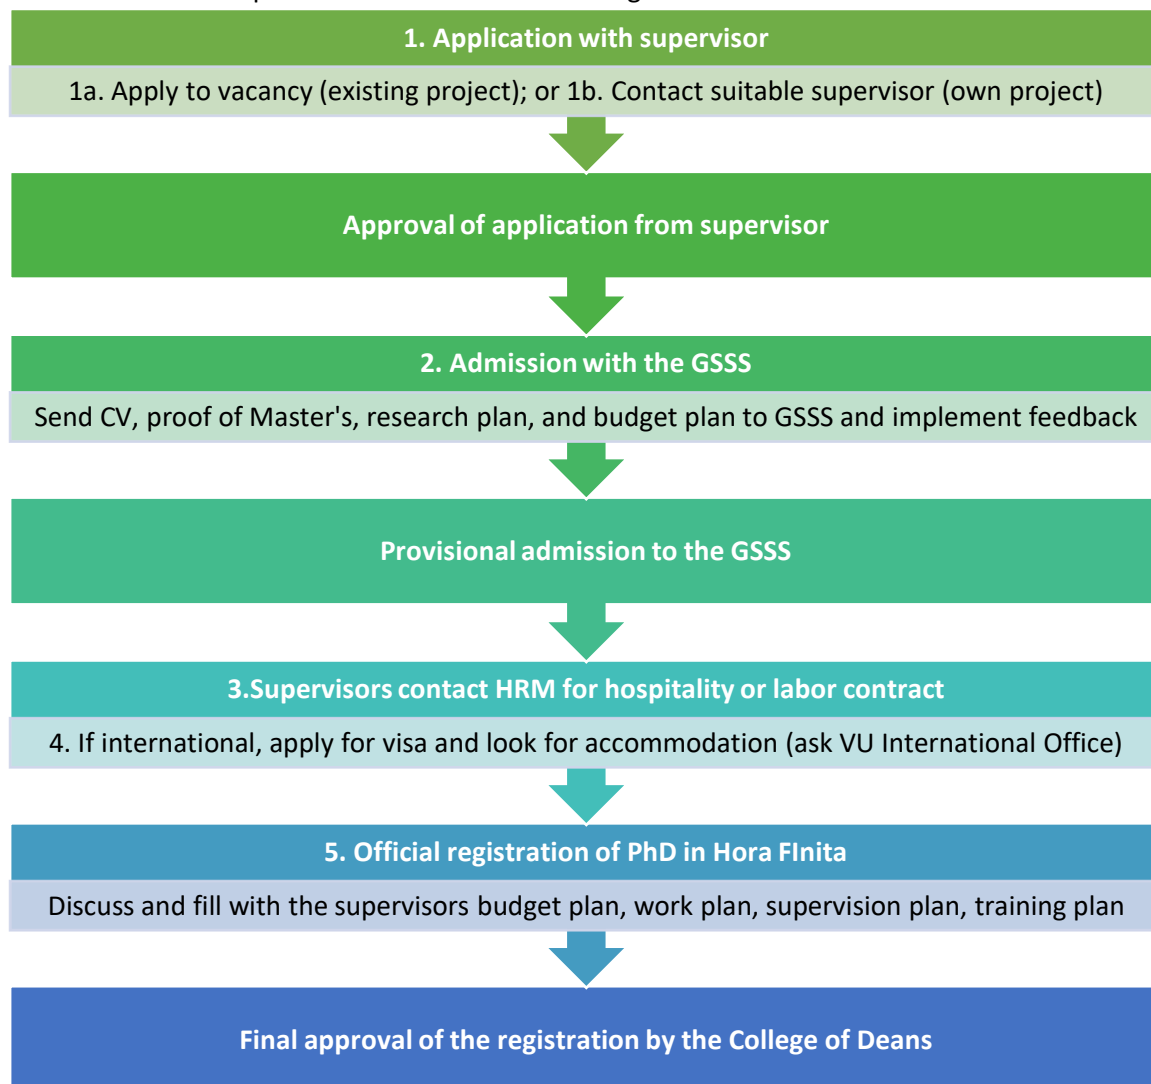 1. Application with supervisor
1a. Apply to vacancy (existing project); or 1b. Contact suitable supervisor (own project)
Approval of application from supervisor
2. Admission with the GSSS
Send CV, proof of Master's, research plan, and budget plan to GSSS and implement feedback
Provisional admission to the GSSS
3.Supervisors contact HRM for hospitality or labor contract
4. If international, apply for visa and look for accommodation (ask VU International Office)
5. Official registration of PhD in Hora FInita
Discuss and fill with the supervisors budget plan, work plan, supervision plan, training plan
Final approval of the registration by the College of Deans